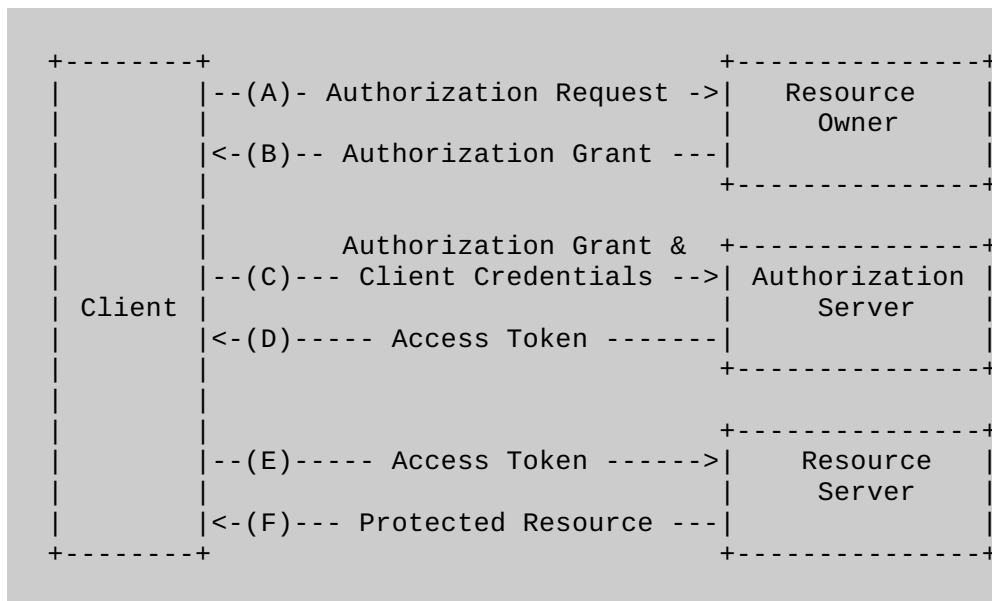 +--------+                               +---------------+
|        |--(A)- Authorization Request ->|   Resource    |
|        |                               |     Owner     |
|        |<-(B)-- Authorization Grant ---|               |
|        |                               +---------------+
|        |
|        |        Authorization Grant &  +---------------+
|        |--(C)--- Client Credentials -->| Authorization |
| Client |                               |     Server    |
|        |<-(D)----- Access Token -------|               |
|        |                               +---------------+
|        |
|        |                               +---------------+
|        |--(E)----- Access Token ------>|    Resource   |
|        |                               |     Server    |
|        |<-(F)--- Protected Resource ---|               |
+--------+                               +---------------+